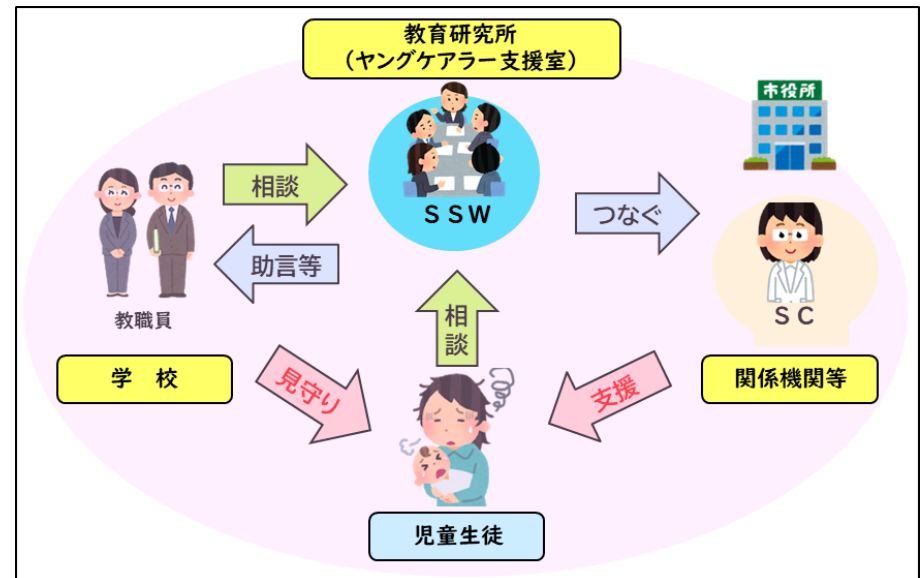 教育研究所
（ヤングケアラー支援室）
市役所
相談
ＳＳＷ
つなぐ
助言等
ＳＣ
教職員
相談
学　校
見守り
支援
関係機関等
児童生徒